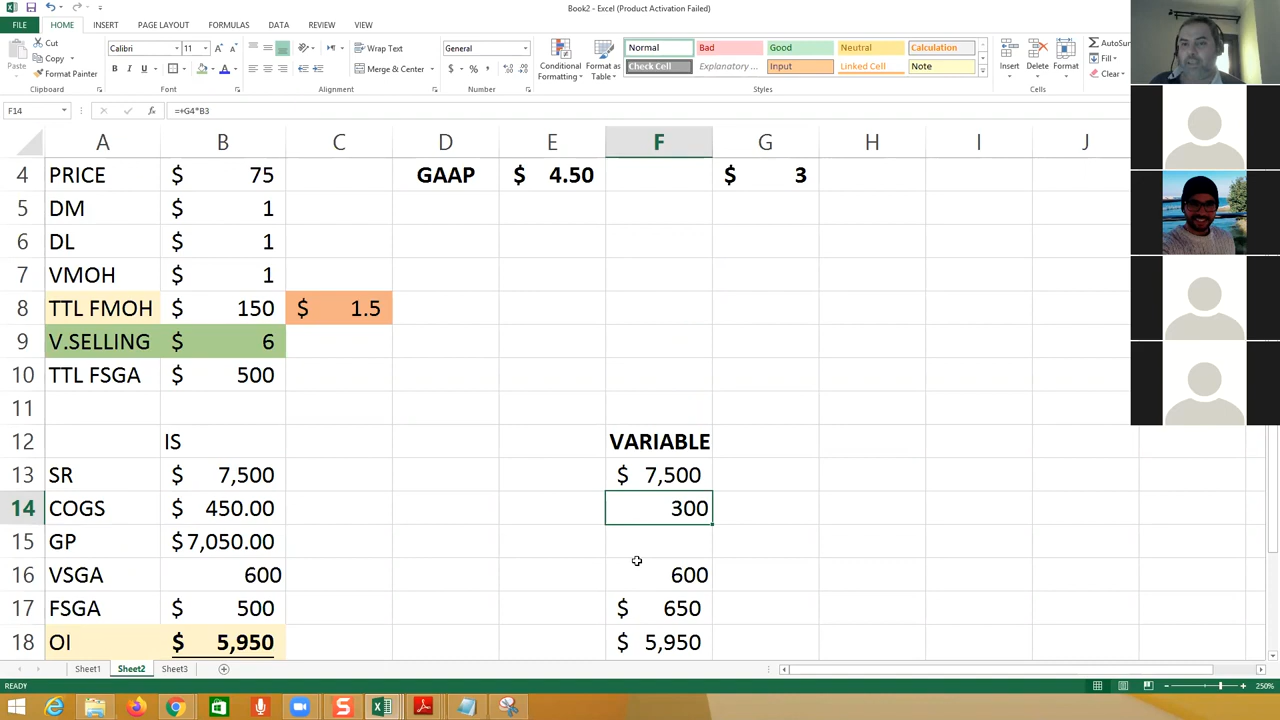 Book2 - Excel (Product Activation Failed)
FILE HOME INSERT PAGE LAYOUT FORMULAS DATA REVIEW VIEW
Paste Cut Copy Format Painter Clipboard
Calibri 11 B I U Font
Wrap Text Merge & Center Alignment
General $ % Number
Conditional Formatting Format as Table Normal Bad Good Neutral Calculation
Check Cell Explanatory ... Input Linked Cell Note Styles
Insert Delete Format Cells
AutoSum Fill Clear
F14 fx =+G4*B3
A B C D E F G H I J
4 PRICE $ 75 GAAP $ 4.50 $ 3
5 DM $ 1
6 DL $ 1
7 VMOH $ 1
8 TTL FMOH $ 150 $ 1.5
9 V.SELLING $ 6
10 TTL FSGA $ 500
11
12 IS VARIABLE
13 SR $ 7,500 $ 7,500
14 COGS $ 450.00 300
15 GP $7,050.00
16 VSGA 600 600
17 FSGA $ 500 $ 650
18 OI $ 5,950 $ 5,950
Sheet1 Sheet2 Sheet3
READY 250%